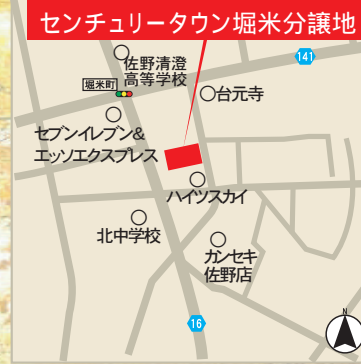 センチュリータウン堀米分譲地
佐野清澄
高等学校
141
堀米町
台元寺
セブンイレブン&
エッソエクスプレス
ハイツスカイ
北中学校
カンセキ
佐野店
16
N